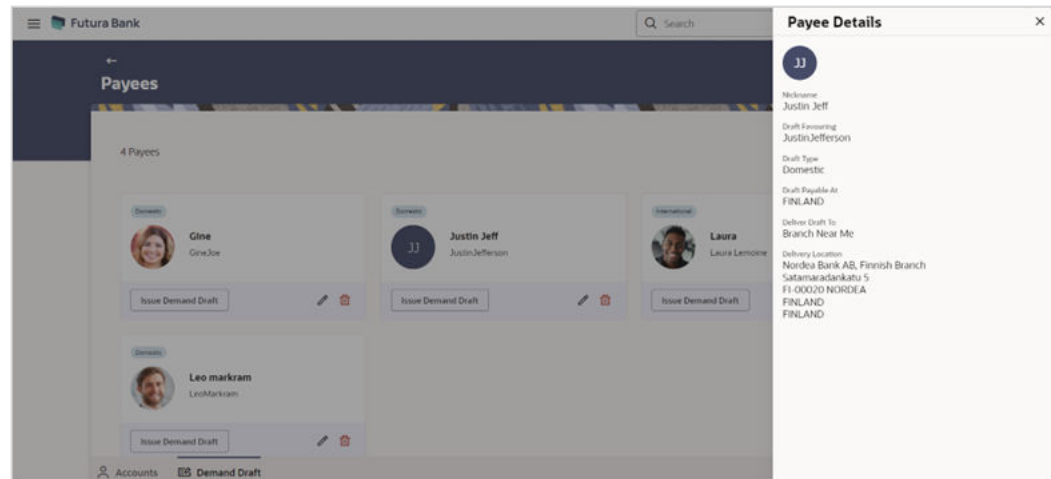 Futura Bank
Search
Payees
4 Payees
Domestic
Gine
GineJoe
Issue Demand Draft
Domestic
JJ
Justin Jeff
JustinJefferson
Issue Demand Draft
International
Laura
Laura Lemoine
Issue Demand Draft
Domestic
Leo markram
LeoMarkram
Issue Demand Draft
Accounts
Demand Draft
Payee Details
JJ
Nickname
Justin Jeff
Draft Favouring
JustinJefferson
Draft Type
Domestic
Draft Payable At
FINLAND
Deliver Draft To
Branch Near Me
Delivery Location
Nordea Bank AB, Finnish Branch
Satamaradankatu 5
FI-00020 NORDEA
FINLAND
FINLAND